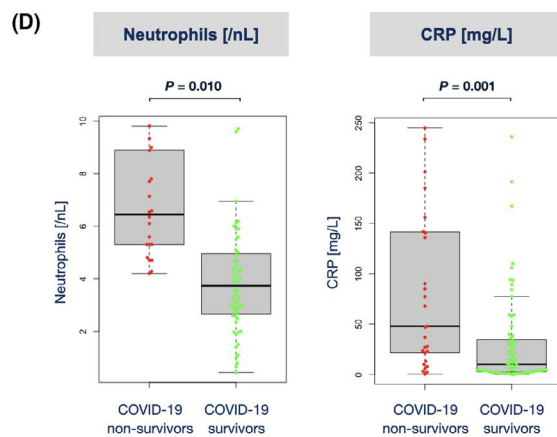 (D)
Neutrophils [/nL]
P = 0.010
Neutrophils [/nL]
10
8
6
4
2
COVID-19
non-survivors
COVID-19
survivors
CRP [mg/L]
P = 0.001
CRP [mg/L]
250
200
150
100
50
0
COVID-19
non-survivors
COVID-19
survivors